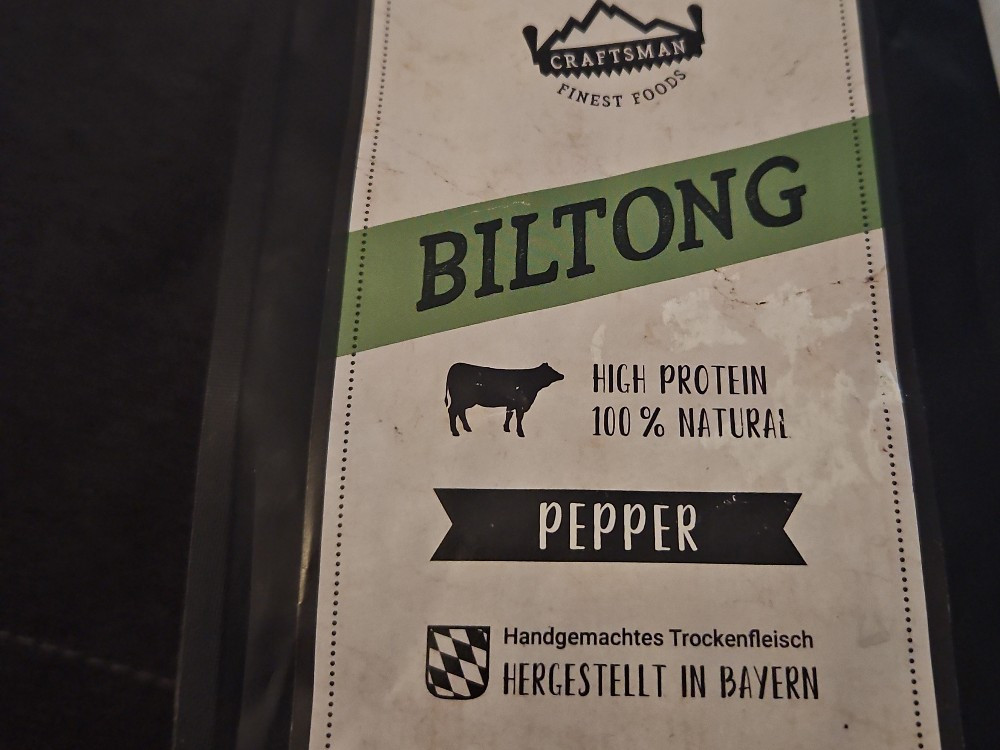 CRAFTSMAN
FINEST FOODS
BILTONG
HIGH PROTEIN
100 % NATURAL
PEPPER
Handgemachtes Trockenfleisch
HERGESTELLT IN BAYERN